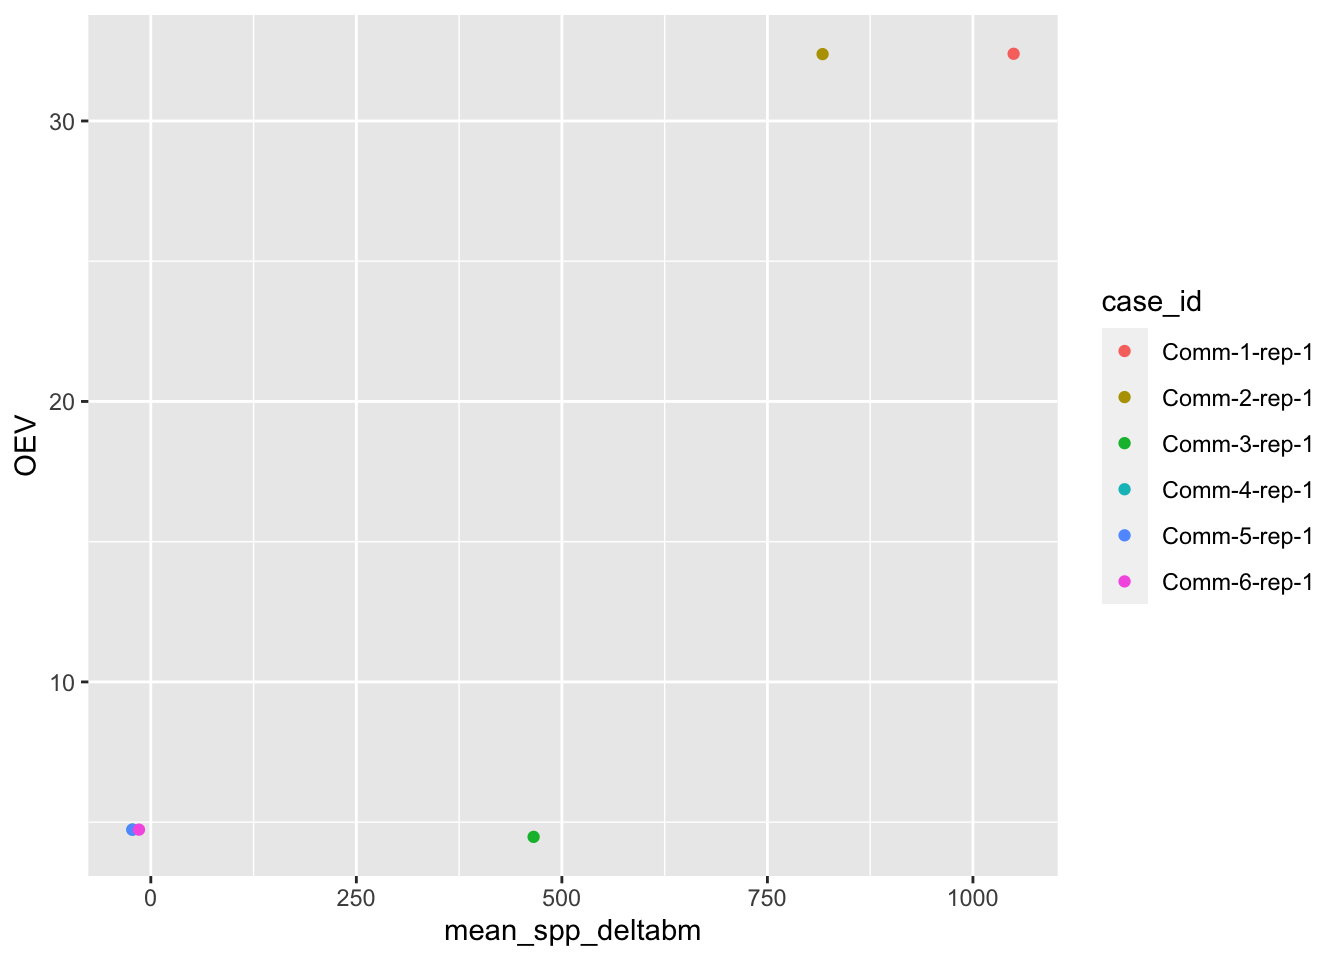 30
20
10
OEV
0 250 500 750 1000
mean_spp_deltabm
case_id
Comm-1-rep-1
Comm-2-rep-1
Comm-3-rep-1
Comm-4-rep-1
Comm-5-rep-1
Comm-6-rep-1